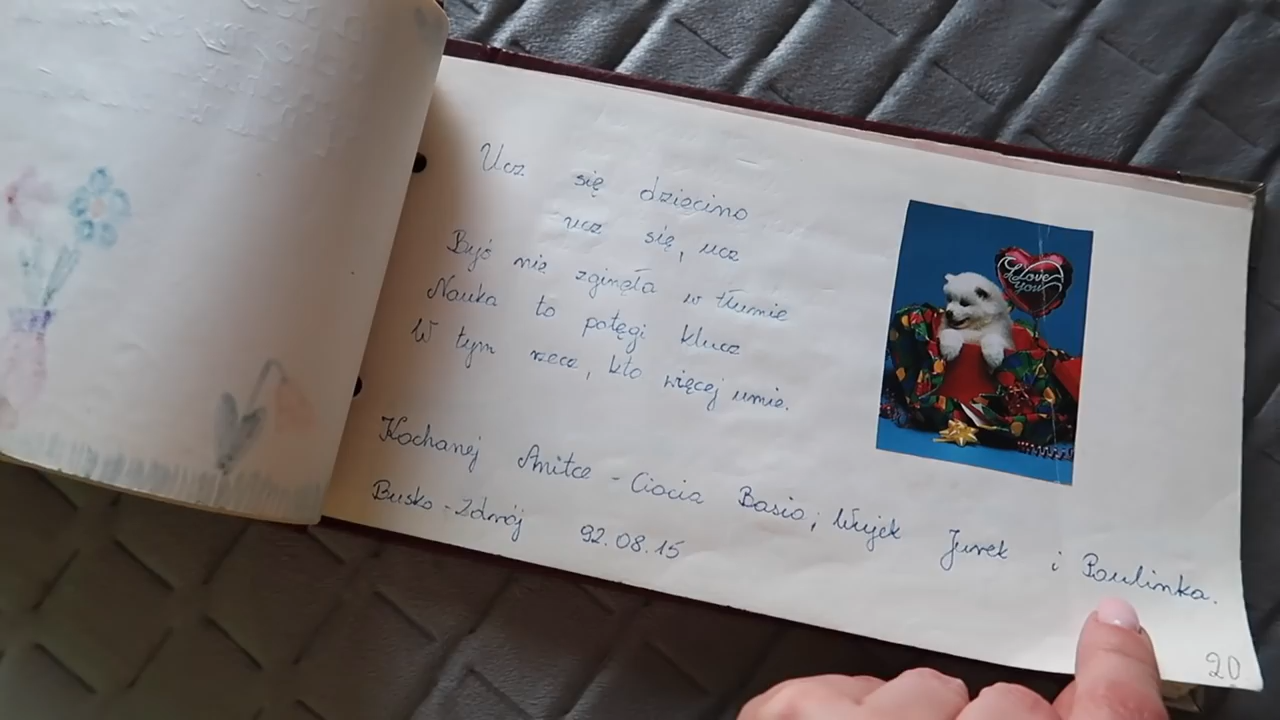 Ucz się dziecino
ucz się, ucz
Byś nie zginęła w tłumie
Nauka to potęgi klucz
W tym rzecz, kto więcej umie.
Kochanej Anitce - Ciocia Basia; Wujek Jurek i Paulinka.
Busko-Zdrój 92.08.15
I Love
You
20